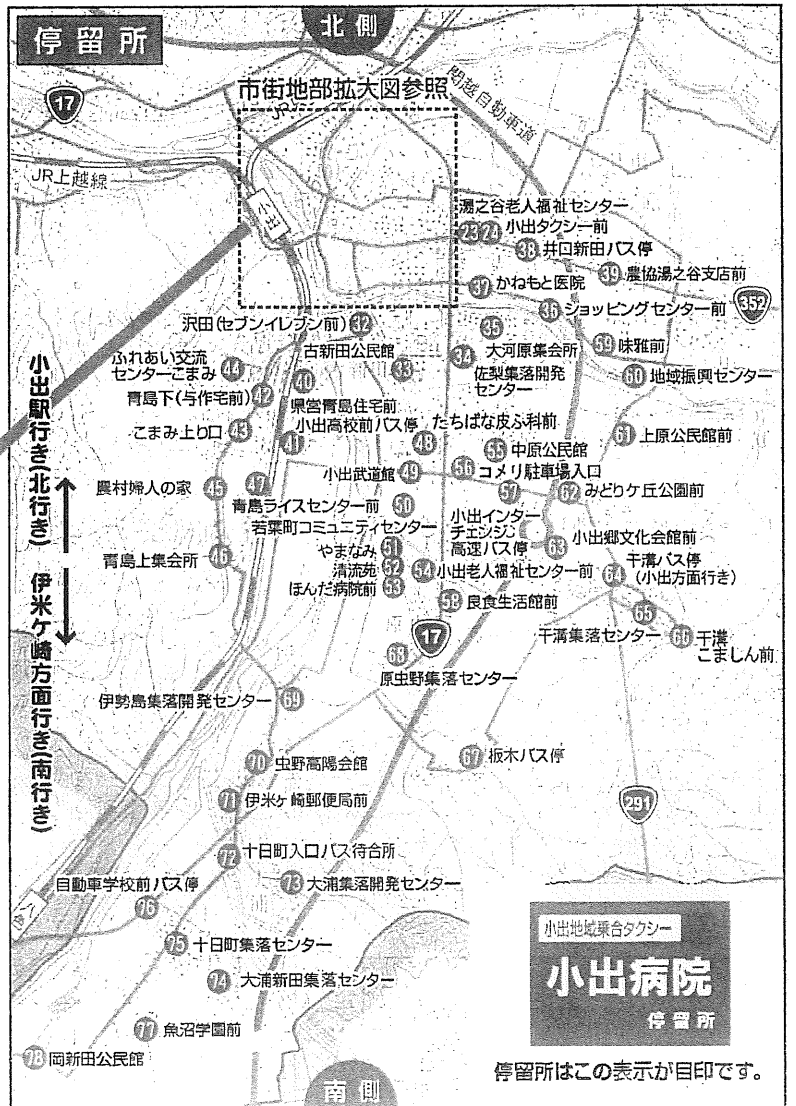 北側
停留所
市街地部拡大図参照
17
関越自動車道
JR
JR上越線
小出
湯之谷老人福祉センター
23 24 小出タクシー前
38 井口新田バス停
39 農協湯之谷支店前
37 かねもと医院
352
36 ショッピングセンター前
沢田(セブンイレブン前) 32
35 大河原集会所
59 味雅前
古新田公民館
33
34 佐梨集落開発
センター
60 地域振興センター
ふれあい交流
センターこまみ 44
40 県営青島住宅前
青島下(与作宅前) 42
小出高校前バス停
41
たちばな皮ふ科前
48
こまみ上り口 43
55 中原公民館
61 上原公民館前
小出武道館 49
56 コメリ駐車場入口
57
62 みどりケ丘公園前
農村婦人の家 45
47 青島ライスセンター前
50 若葉町コミュニティセンター
小出インター
チェンジ
高速バス停
63 小出郷文化会館前
青島上集会所 46
やまなみ 51
清流苑 52
ほんだ病院前 53
54 小出老人福祉センター前
64 干溝バス停
(小出方面行き)
58 良食生活館前
65 干溝集落センター
66 干溝
こましん前
17
68 原虫野集落センター
小出駅行き(北行き)
伊米ケ崎方面行き(南行き)
伊勢島集落開発センター 69
70 虫野高陽会館
67 板木バス停
71 伊米ケ崎郵便局前
291
72 十日町入口バス待合所
自動車学校前バス停
76
73 大浦集落開発センター
八色
75 十日町集落センター
74 大浦新田集落センター
77 魚沼学園前
78 岡新田公民館
小出地域乗合タクシー
小出病院
停留所
停留所はこの表示が目印です。
南側